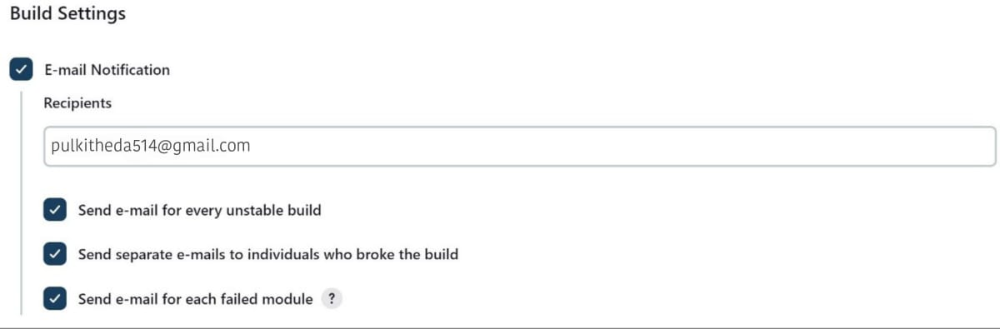 Build Settings
E-mail Notification
Recipients
pulkitheda514@gmail.com
Send e-mail for every unstable build
Send separate e-mails to individuals who broke the build
Send e-mail for each failed module ?